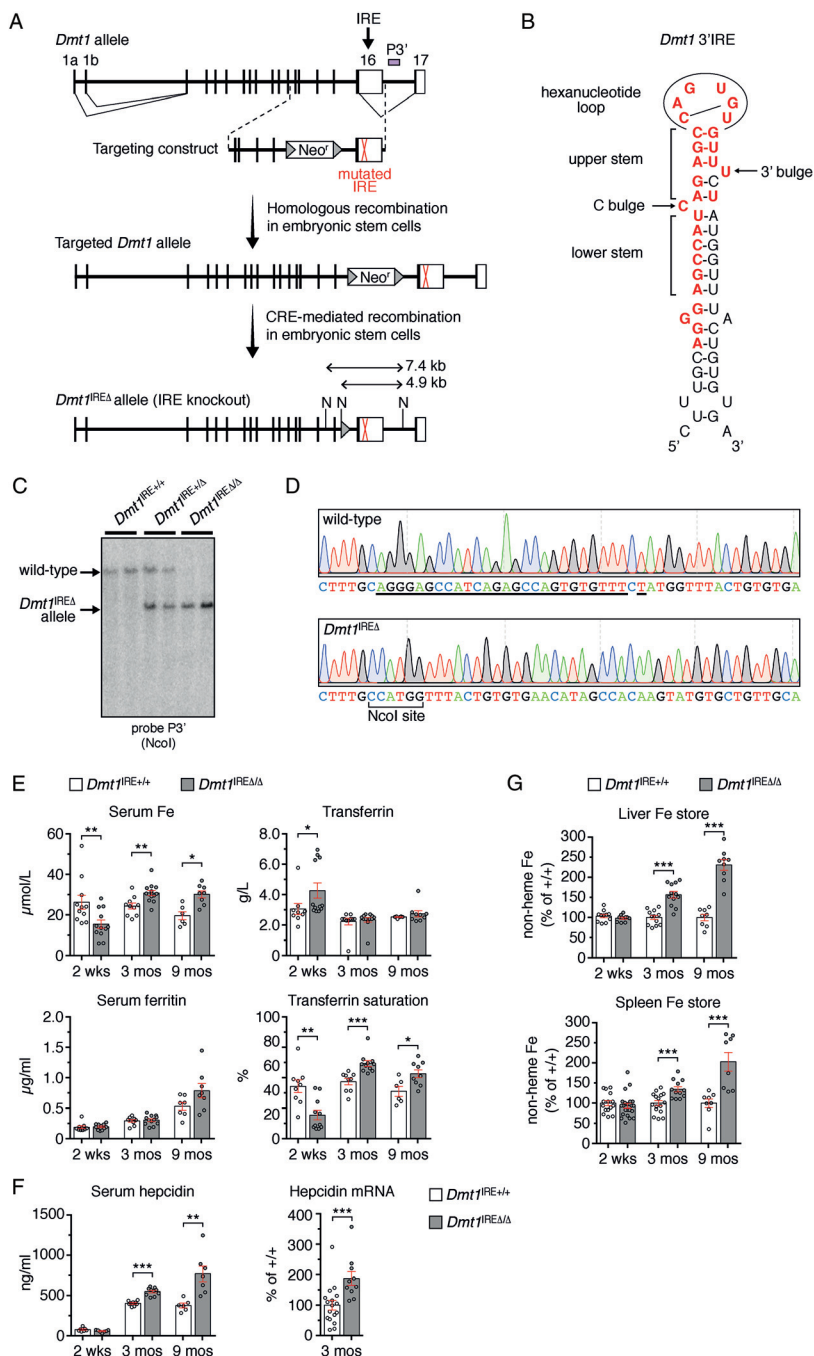 A
Dmt1 allele
IRE
P3'
1a 1b
16
17
Targeting construct
Neoʳ
mutated
IRE
Homologous recombination
in embryonic stem cells
Targeted Dmt1 allele
Neoʳ
CRE-mediated recombination
in embryonic stem cells
7.4 kb
4.9 kb
Dmt1ᴵᴿᴱᐃ allele (IRE knockout)
N N N
B
Dmt1 3'IRE
hexanucleotide
loop
upper stem
3' bulge
C bulge
lower stem
5' 3'
C
Dmt1ᴵᴿᴱ⁺/⁺
Dmt1ᴵᴿᴱ⁺/ᐃ
Dmt1ᴵᴿᴱᐃ/ᐃ
wild-type
Dmt1ᴵᴿᴱᐃ
allele
probe P3'
(NcoI)
D
wild-type
CTTTGCAGGGAGCCATCAGAGCCAGTGTGTTTCTATGGTTTACTGTGTGA
Dmt1ᴵᴿᴱᐃ
CTTTGCCATGGTTTACTGTGTGAACATAGCCACAAGTATGTGCTGTTGCA
NcoI site
E
Dmt1ᴵᴿᴱ⁺/⁺ Dmt1ᴵᴿᴱᐃ/ᐃ
Serum Fe
µmol/L
60
40
20
0
** ** *
2 wks 3 mos 9 mos
Transferrin
g/L
8.0
6.0
4.0
2.0
0
*
2 wks 3 mos 9 mos
Serum ferritin
µg/ml
2.0
1.5
1.0
0.5
0
2 wks 3 mos 9 mos
Transferrin saturation
%
100
80
60
40
20
0
** *** *
2 wks 3 mos 9 mos
F
Serum hepcidin
ng/ml
1500
1000
500
0
*** **
2 wks 3 mos 9 mos
Hepcidin mRNA
% of +/+
400
300
200
100
0
***
3 mos
Dmt1ᴵᴿᴱ⁺/⁺
Dmt1ᴵᴿᴱᐃ/ᐃ
G
Dmt1ᴵᴿᴱ⁺/⁺ Dmt1ᴵᴿᴱᐃ/ᐃ
Liver Fe store
non-heme Fe
(% of +/+)
300
250
200
150
100
50
0
*** ***
2 wks 3 mos 9 mos
Spleen Fe store
non-heme Fe
(% of +/+)
300
250
200
150
100
50
0
*** ***
2 wks 3 mos 9 mos